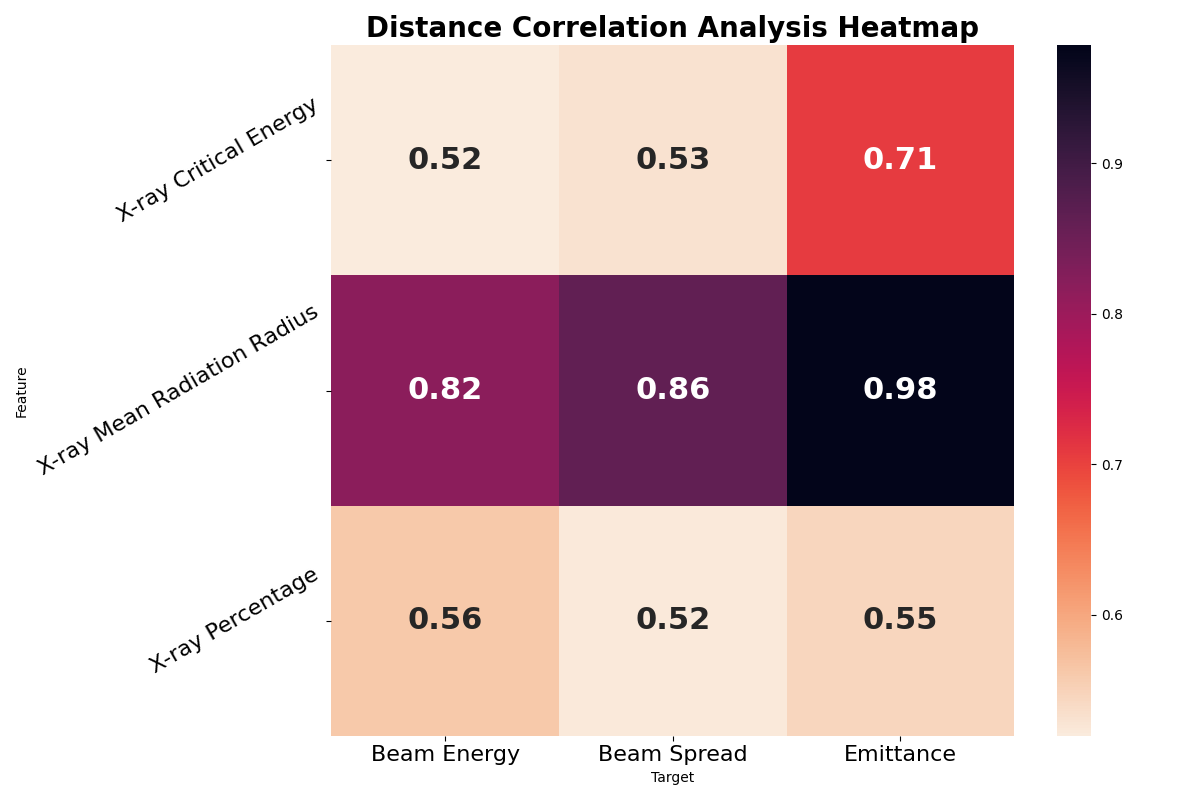 Distance Correlation Analysis Heatmap
Feature
X-ray Critical Energy
0.52 0.53 0.71
X-ray Mean Radiation Radius
0.82 0.86 0.98
X-ray Percentage
0.56 0.52 0.55
Beam Energy Beam Spread Emittance
Target
0.9
0.8
0.7
0.6